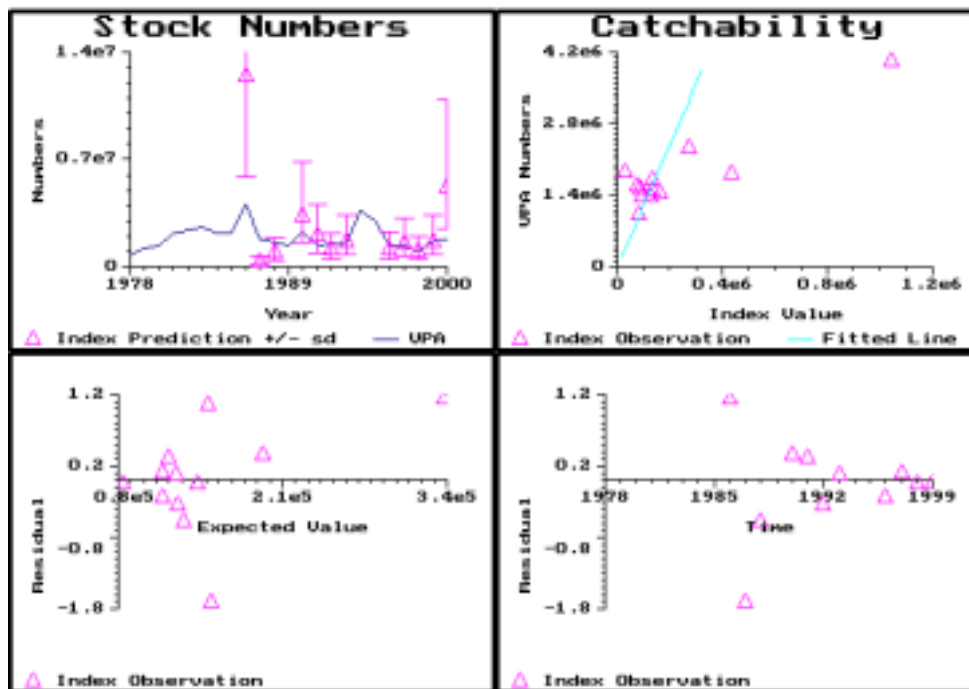 Stock Numbers
1.4e7
0.7e7
0
Numbers
1978 1989 2000
Year
Index Prediction +/- sd VPA
Catchability
4.2e6
2.8e6
1.4e6
0
VPA Numbers
0 0.4e6 0.8e6 1.2e6
Index Value
Index Observation Fitted Line
1.2
0.2
-0.8
-1.8
Residual
0.8e5 2.1e5 3.4e5
Expected Value
Index Observation
1.2
0.2
-0.8
-1.8
Residual
1978 1985 1992 1999
Time
Index Observation